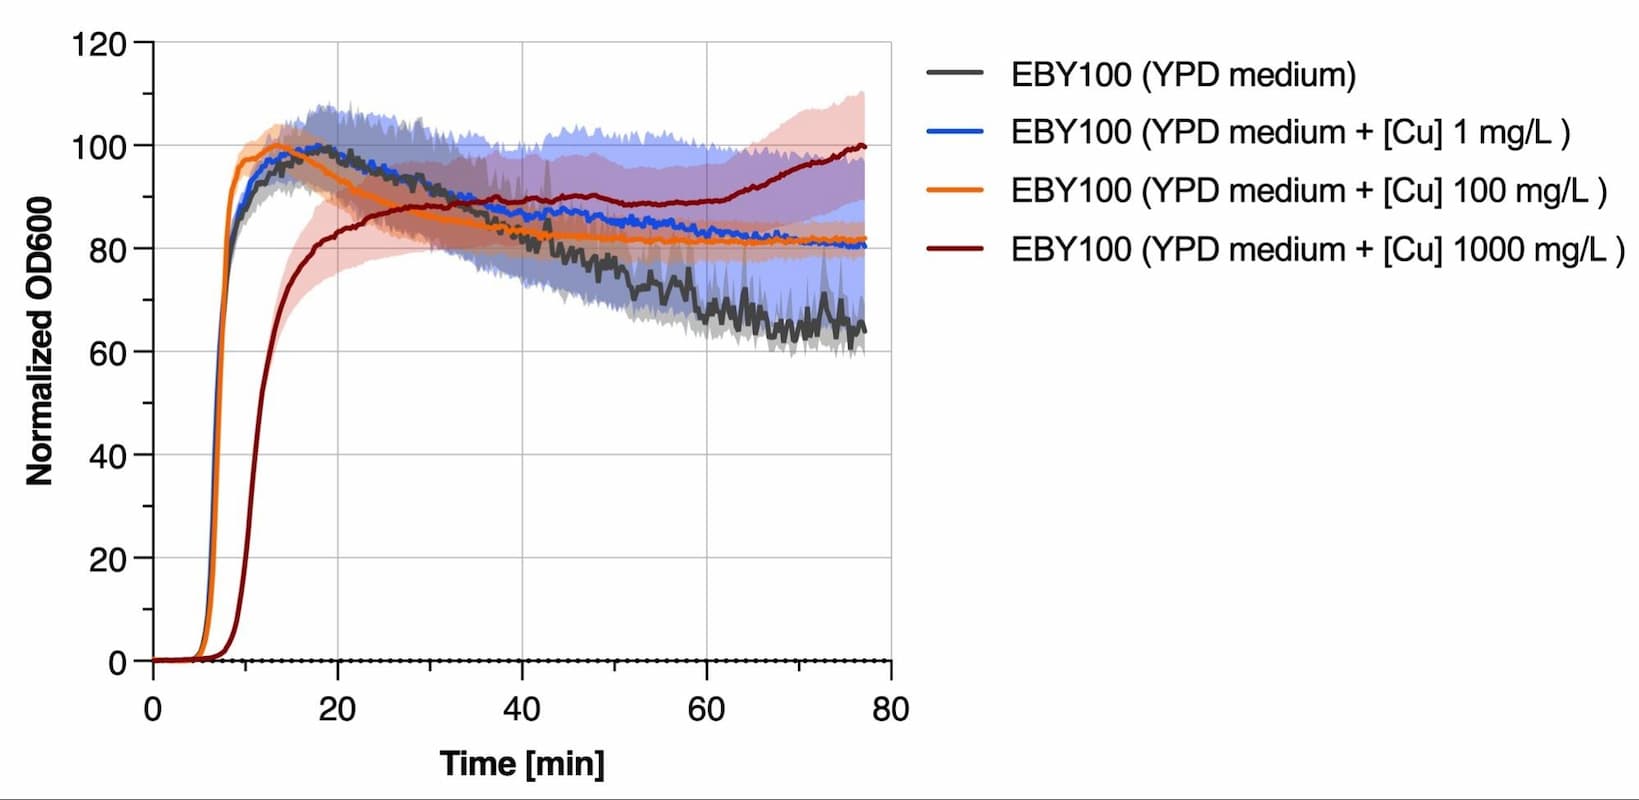 120
100
80
60
40
20
0
Normalized OD600
0 20 40 60 80
Time [min]
EBY100 (YPD medium)
EBY100 (YPD medium + [Cu] 1 mg/L )
EBY100 (YPD medium + [Cu] 100 mg/L )
EBY100 (YPD medium + [Cu] 1000 mg/L )